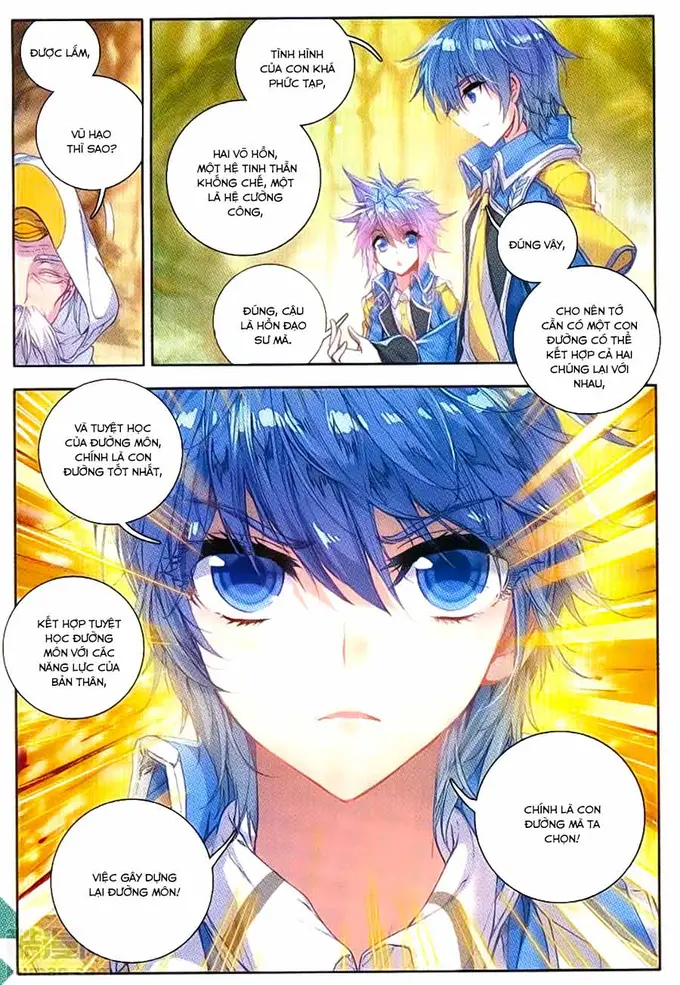 ĐƯỢC LẮM,
VŨ HẠO
THÌ SAO?
TÌNH HÌNH
CỦA CON KHÁ
PHỨC TẠP,
HAI VÕ HỒN,
MỘT HỆ TINH THẦN
KHỐNG CHẾ, MỘT
LÀ HỆ CƯỜNG
CÔNG,
ĐÚNG, CẬU
LÀ HỒN ĐẠO
SƯ MÀ.
ĐÚNG VẬY,
CHO NÊN TỚ
CẦN CÓ MỘT CON
ĐƯỜNG CÓ THỂ
KẾT HỢP CẢ HAI
CHÚNG LẠI VỚI
NHAU,
VÀ TUYỆT HỌC
CỦA ĐƯỜNG MÔN,
CHÍNH LÀ CON
ĐƯỜNG TỐT NHẤT,
KẾT HỢP TUYỆT
HỌC ĐƯỜNG
MÔN VỚI CÁC
NĂNG LỰC CỦA
BẢN THÂN,
VIỆC GÂY DỰNG
LẠI ĐƯỜNG MÔN!
CHÍNH LÀ CON
ĐƯỜNG MÀ TA
CHỌN!